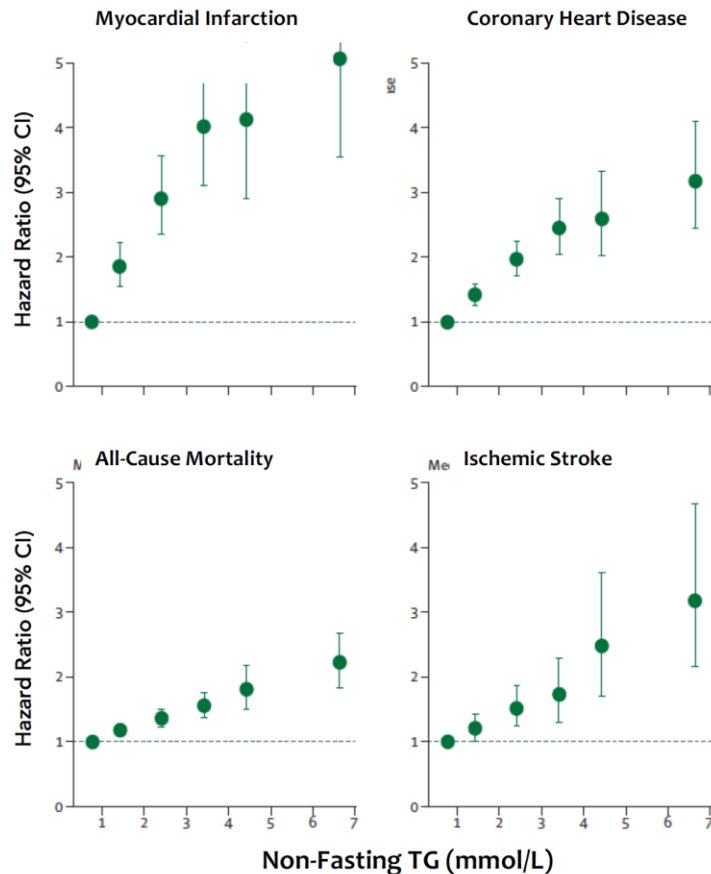 Myocardial Infarction
Coronary Heart Disease
Hazard Ratio (95% CI)
5
4
3
2
1
0
use
5
4
3
2
1
0
All-Cause Mortality
Hazard Ratio (95% CI)
5
4
3
2
1
0
1 2 3 4 5 6 7
Ischemic Stroke
5
4
3
2
1
0
1 2 3 4 5 6 7
Non-Fasting TG (mmol/L)